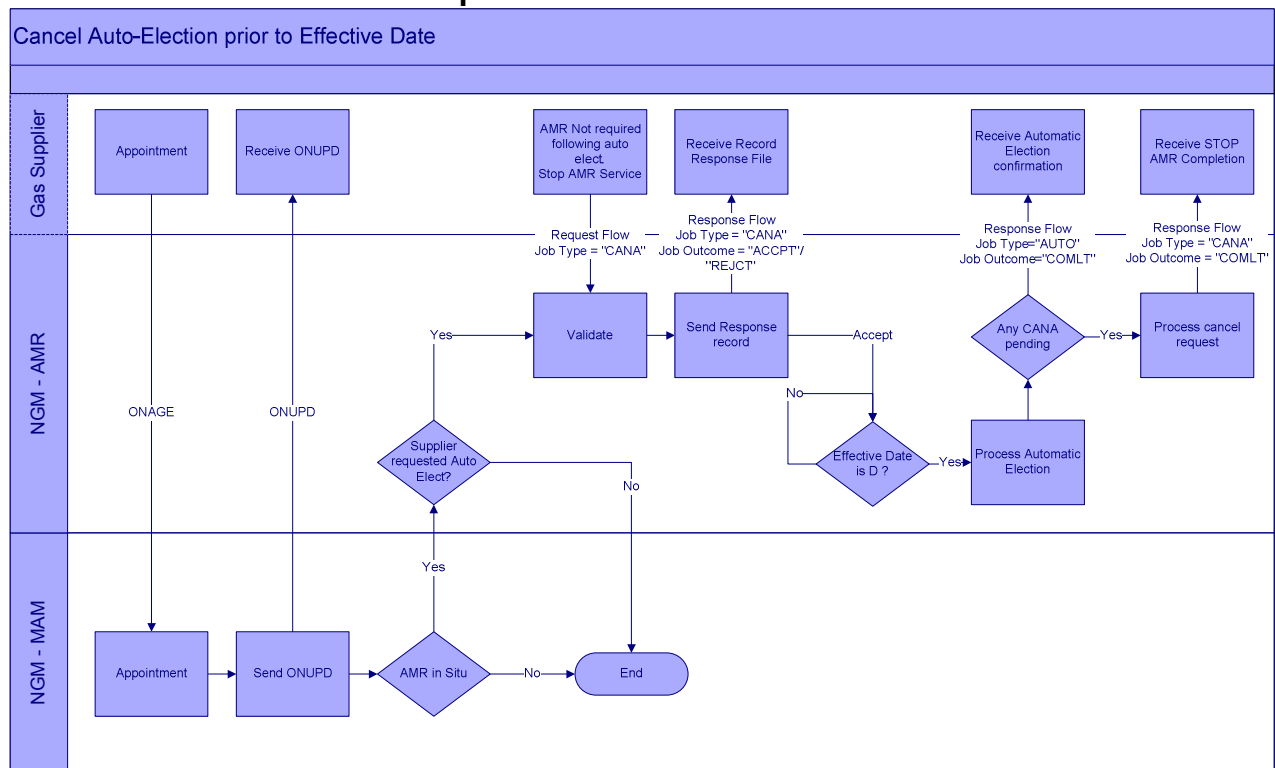 Cancel Auto-Election prior to Effective Date
Gas Supplier
Appointment
Receive ONUPD
AMR Not required
following auto
elect.
Stop AMR Service
Receive Record
Response File
Receive Automatic
Election
confirmation
Receive STOP
AMR Completion
Request Flow
Job Type = "CANA"
Response Flow
Job Type = "CANA"
Job Outcome = "ACCPT"/
"REJCT"
Response Flow
Job Type="AUTO"
Job Outcome="COMLT"
Response Flow
Job Type = "CANA"
Job Outcome = "COMLT"
NGM - AMR
Yes
Validate
Send Response
record
Accept
Any CANA
pending
Yes
Process cancel
request
No
ONAGE
ONUPD
Supplier
requested Auto
Elect?
No
Effective Date
is D ?
Yes
Process Automatic
Election
NGM - MAM
Yes
Appointment
Send ONUPD
AMR in Situ
No
End